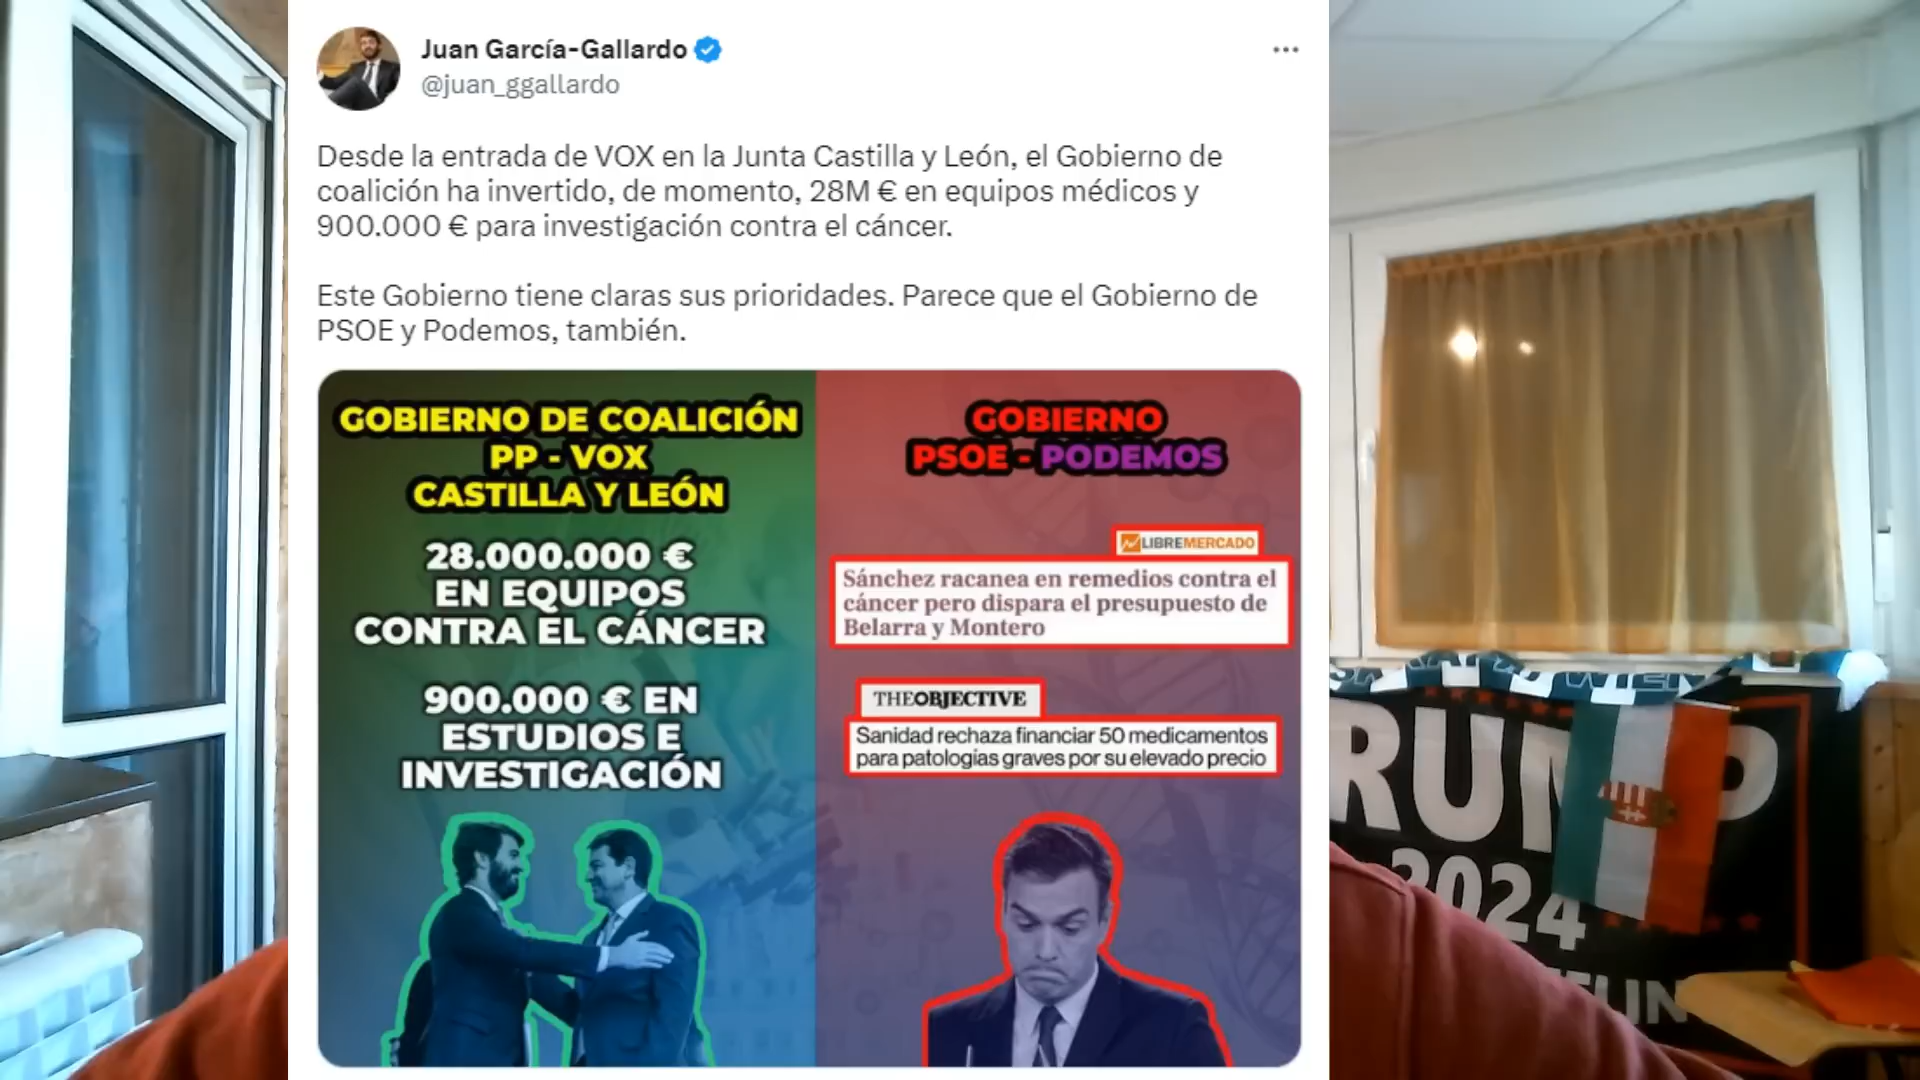 Juan García-Gallardo
@juan_ggallardo
Desde la entrada de VOX en la Junta Castilla y León, el Gobierno de
coalición ha invertido, de momento, 28M € en equipos médicos y
900.000 € para investigación contra el cáncer.
Este Gobierno tiene claras sus prioridades. Parece que el Gobierno de
PSOE y Podemos, también.
GOBIERNO DE COALICIÓN
PP - VOX
CASTILLA Y LEÓN
28.000.000 €
EN EQUIPOS
CONTRA EL CÁNCER
900.000 € EN
ESTUDIOS E
INVESTIGACIÓN
GOBIERNO
PSOE - PODEMOS
LIBREMERCADO
Sánchez racanea en remedios contra el
cáncer pero dispara el presupuesto de
Belarra y Montero
THEOBJECTIVE
Sanidad rechaza financiar 50 medicamentos
para patologías graves por su elevado precio
WIEN
RUMP
2024